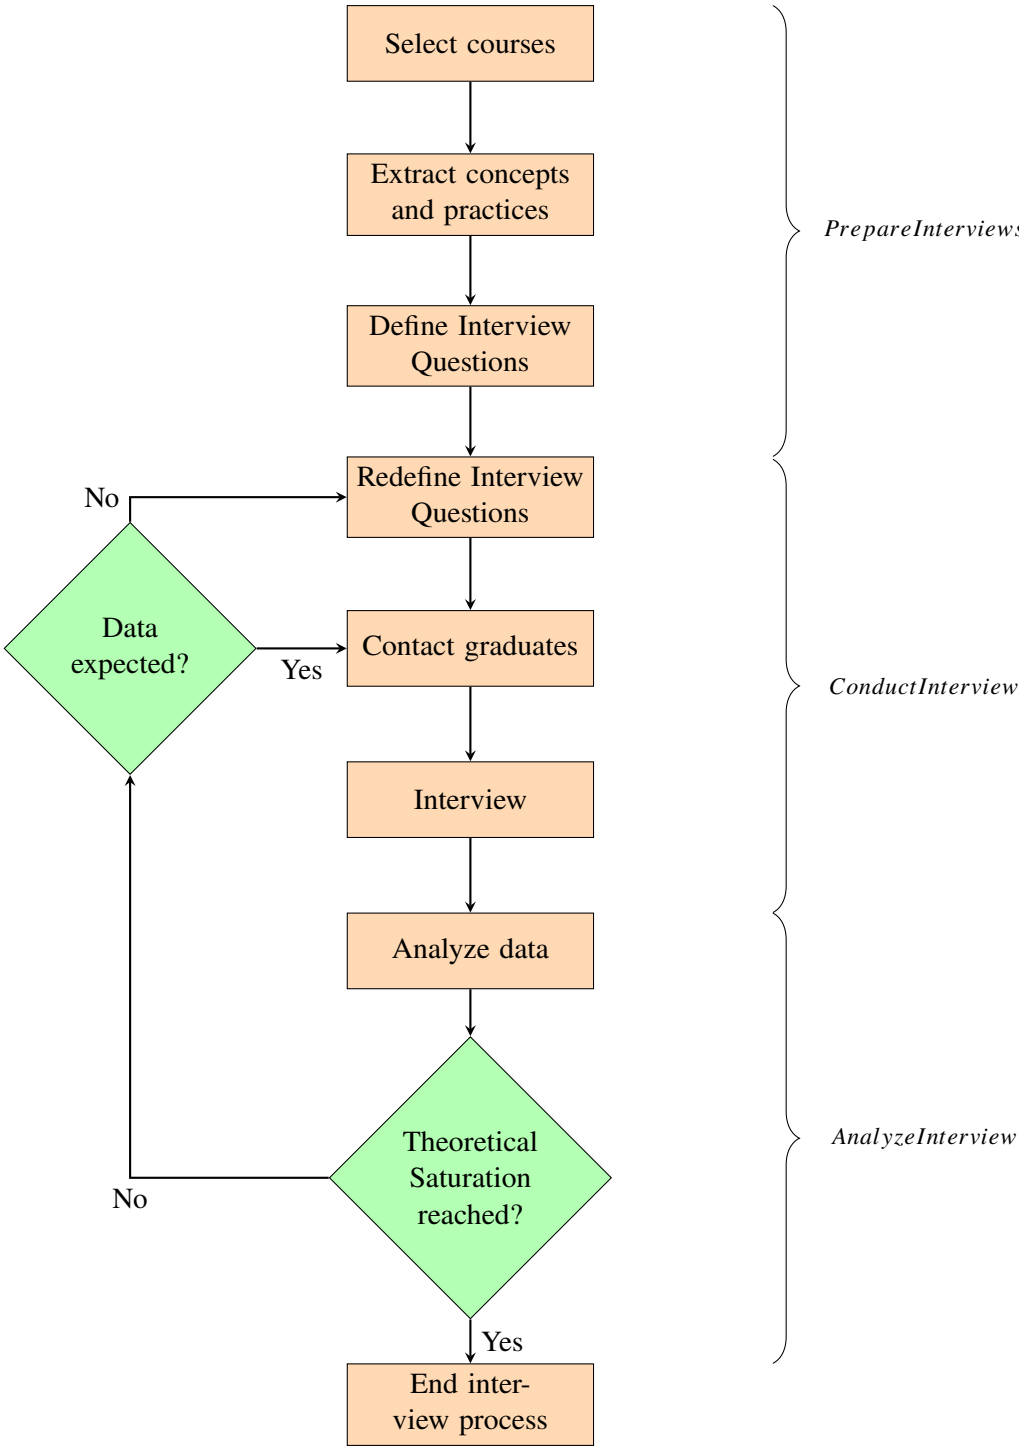 Select courses
Extract concepts
and practices
PrepareInterviews
Define Interview
Questions
Redefine Interview
Questions
No
Data
expected?
Yes
Contact graduates
ConductInterview
Interview
Analyze data
Theoretical
Saturation
reached?
AnalyzeInterview
No
Yes
End inter-
view process